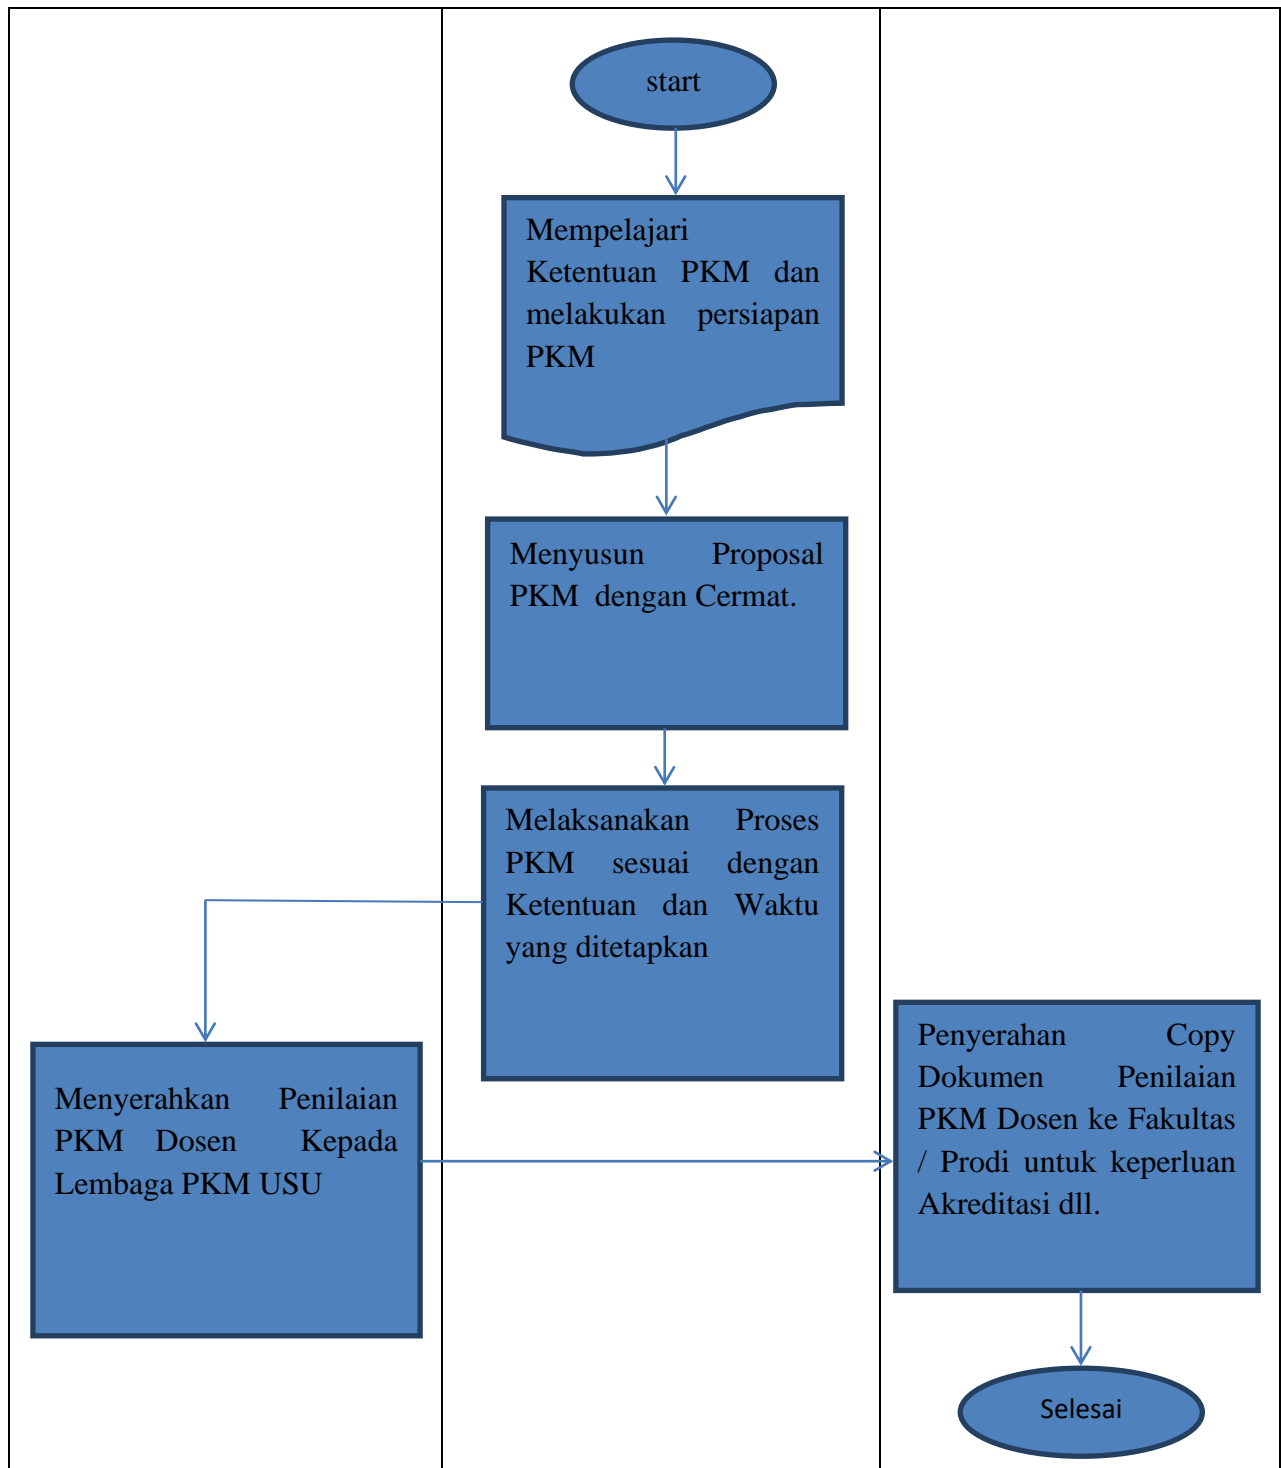 start
Mempelajari
Ketentuan PKM dan
melakukan persiapan
PKM
Menyusun Proposal
PKM dengan Cermat.
Melaksanakan Proses
PKM sesuai dengan
Ketentuan dan Waktu
yang ditetapkan
Menyerahkan Penilaian
PKM Dosen Kepada
Lembaga PKM USU
Penyerahan Copy
Dokumen Penilaian
PKM Dosen ke Fakultas
/ Prodi untuk keperluan
Akreditasi dll.
Selesai